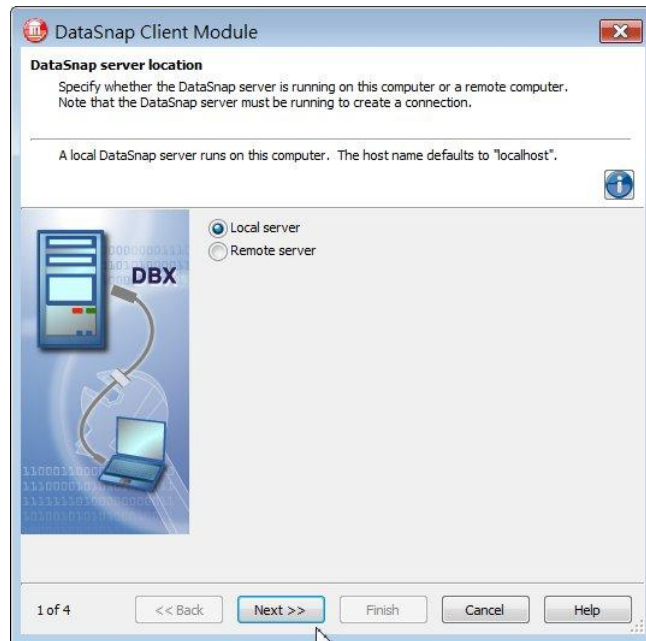 DataSnap Client Module
DataSnap server location
Specify whether the DataSnap server is running on this computer or a remote computer.
Note that the DataSnap server must be running to create a connection.
A local DataSnap server runs on this computer.  The host name defaults to "localhost".
Local server
Remote server
DBX
1 of 4
<< Back
Next >>
Finish
Cancel
Help